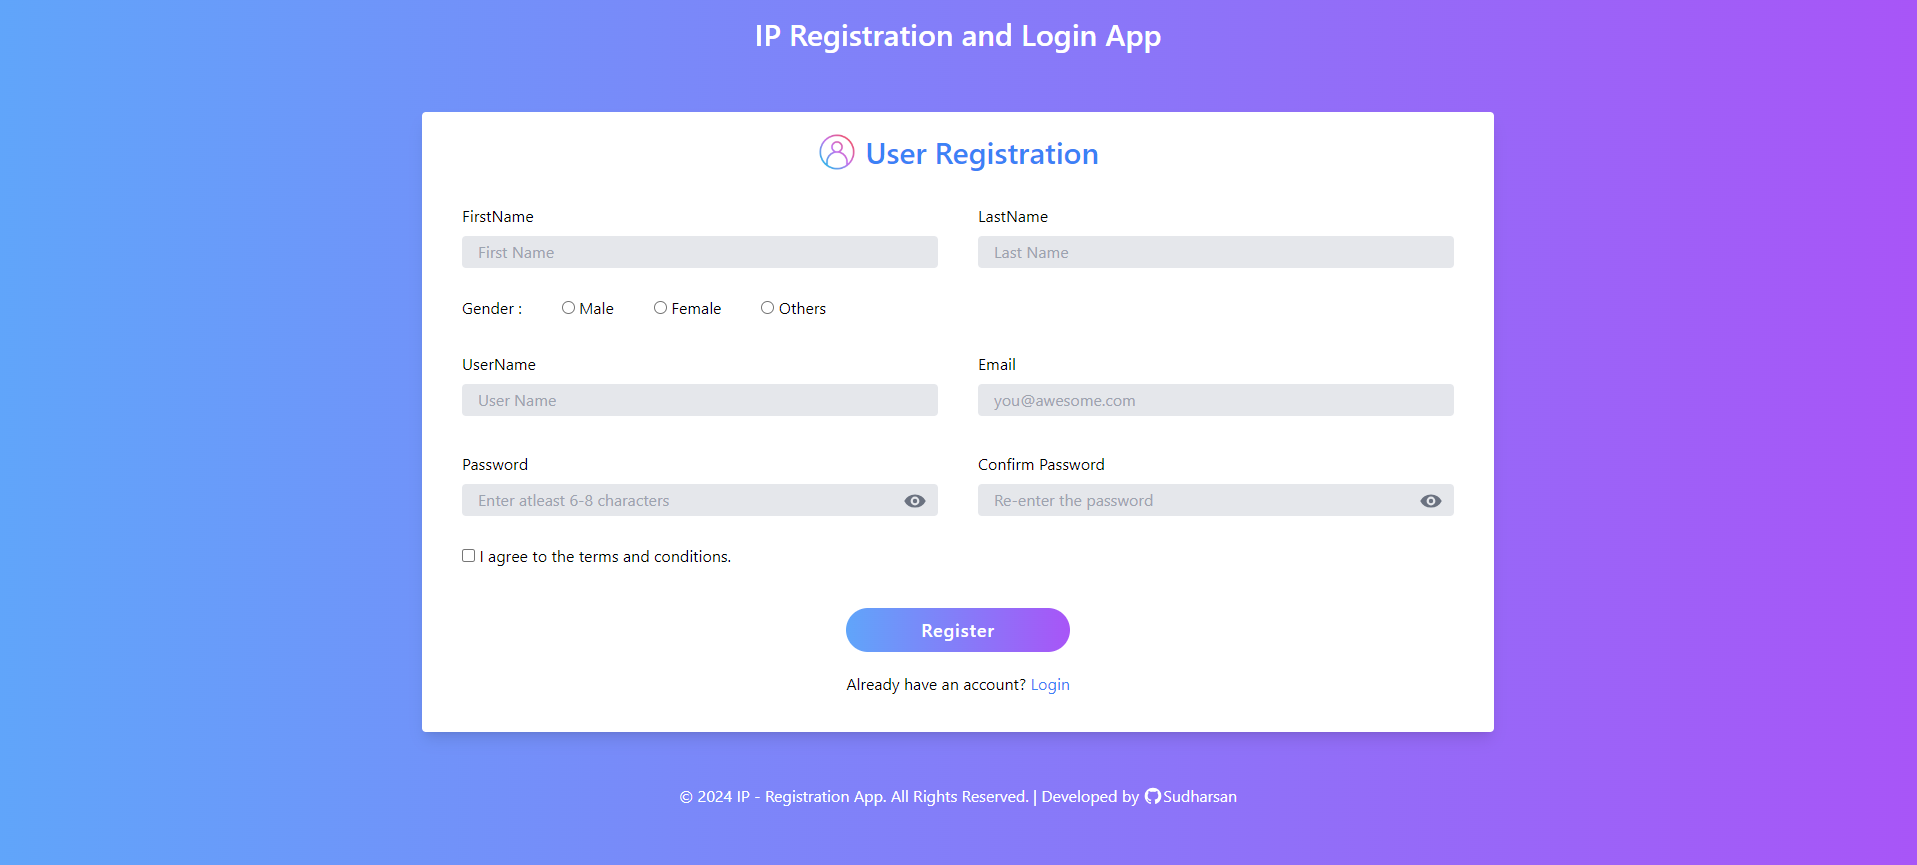 IP Registration and Login App
User Registration
FirstName
LastName
First Name
Last Name
Gender : Male Female Others
UserName
Email
User Name
you@awesome.com
Password
Confirm Password
Enter atleast 6-8 characters
Re-enter the password
I agree to the terms and conditions.
Register
Already have an account? Login
© 2024 IP - Registration App. All Rights Reserved. | Developed by Sudharsan